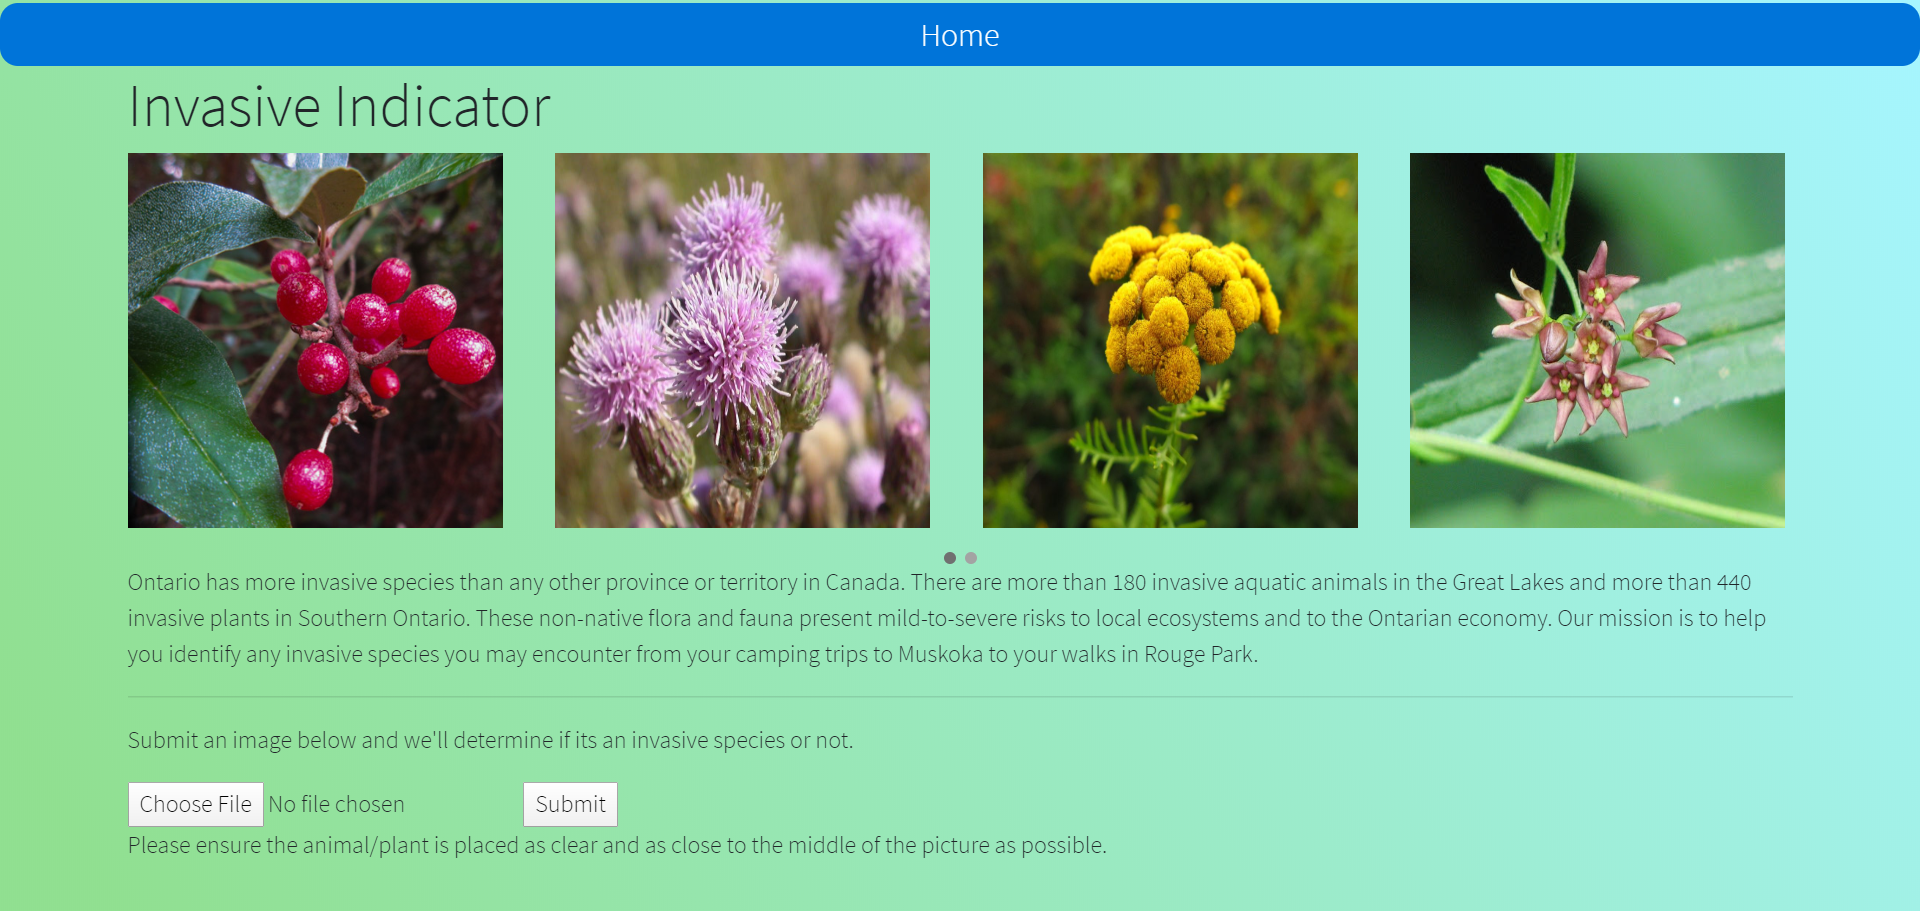 Home
Invasive Indicator
Ontario has more invasive species than any other province or territory in Canada. There are more than 180 invasive aquatic animals in the Great Lakes and more than 440
invasive plants in Southern Ontario. These non-native flora and fauna present mild-to-severe risks to local ecosystems and to the Ontarian economy. Our mission is to help
you identify any invasive species you may encounter from your camping trips to Muskoka to your walks in Rouge Park.
Submit an image below and we'll determine if its an invasive species or not.
Choose File No file chosen Submit
Please ensure the animal/plant is placed as clear and as close to the middle of the picture as possible.